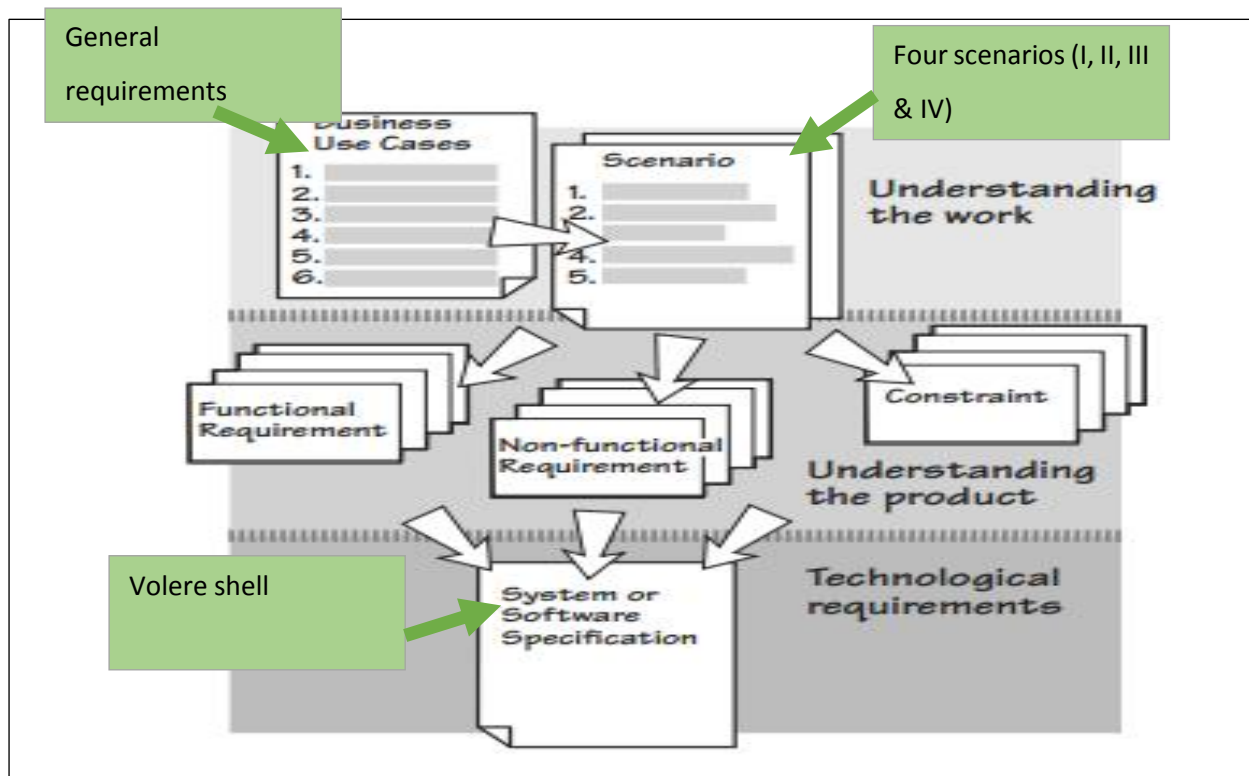 General
requirements
Four scenarios (I, II, III
& IV)
Business
Use Cases
1.
2.
3.
4.
5.
6.
Scenario
1.
2.
4.
5.
Understanding
the work
Functional
Requirement
Non-functional
Requirement
Constraint
Understanding
the product
Volere shell
System or
Software
Specification
Technological
requirements